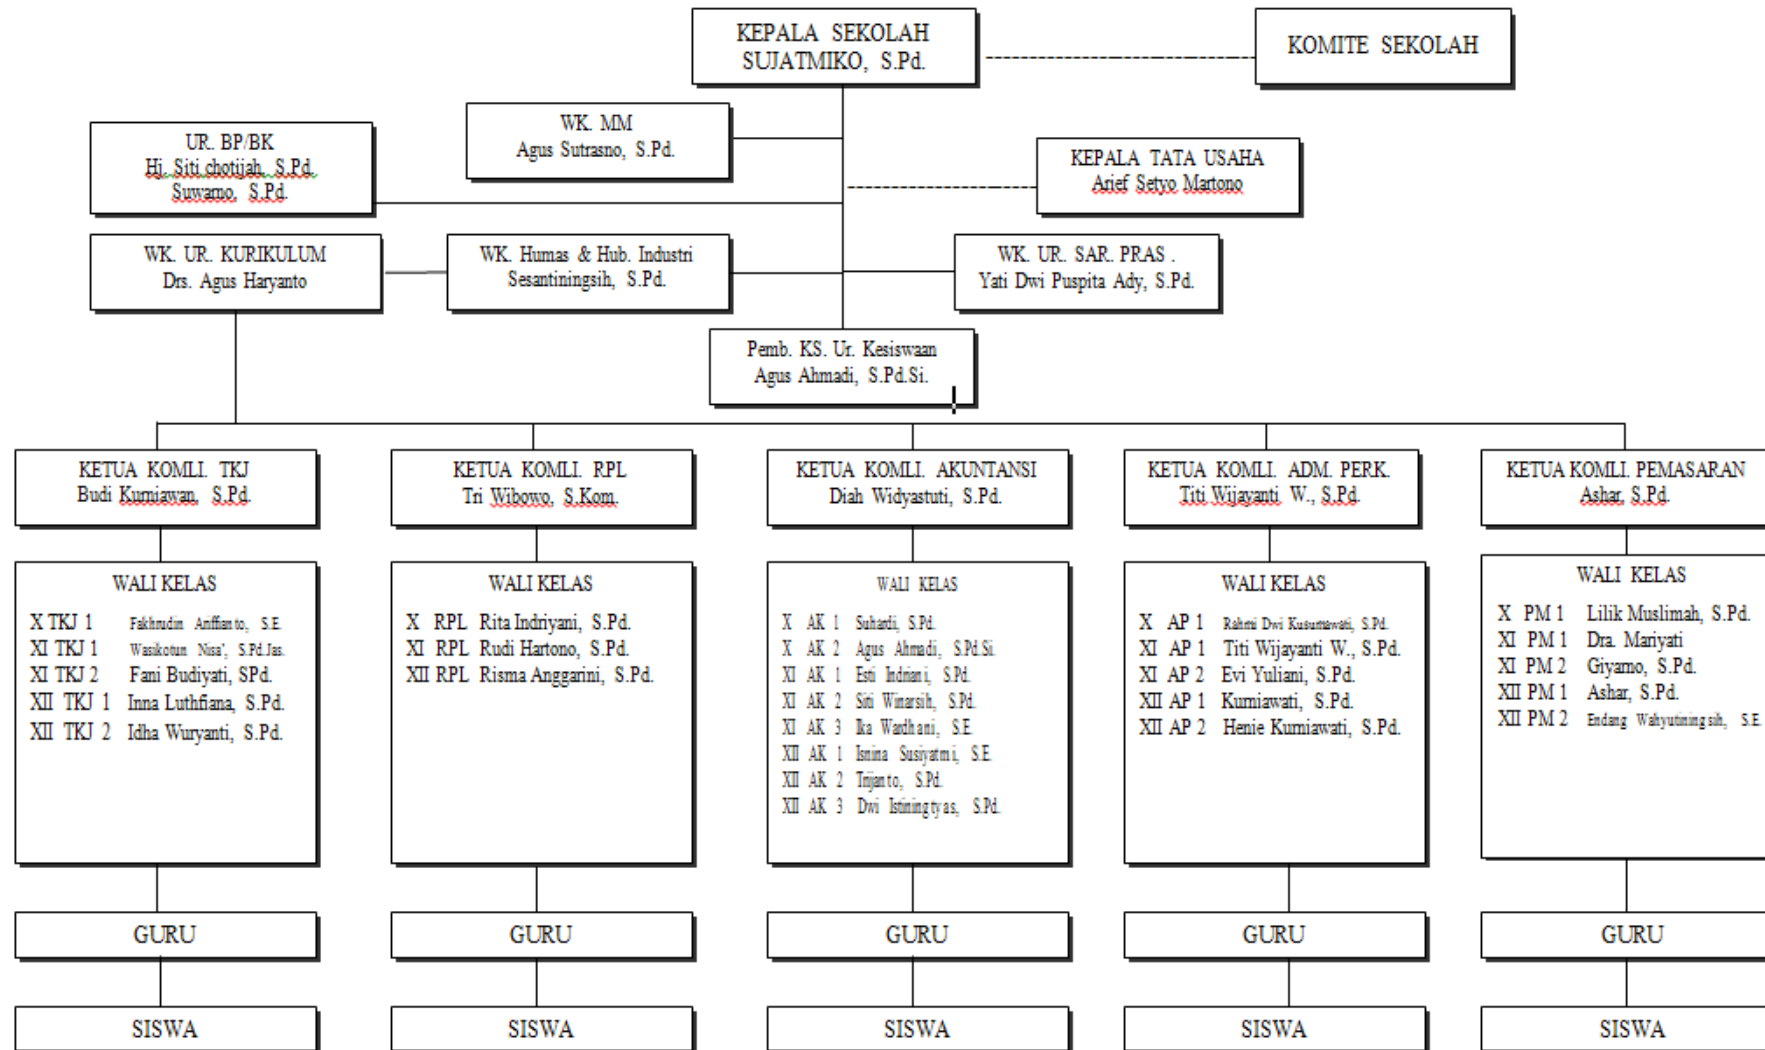 KEPALA SEKOLAH
SUJATMIKO, S.Pd.
KOMITE SEKOLAH
WK. MM
Agus Sutrasno, S.Pd.
UR. BP/BK
Hj. Siti chotijah, S.Pd.
Suwarno, S.Pd.
KEPALA TATA USAHA
Arief Setyo Martono
WK. UR. KURIKULUM
Drs. Agus Haryanto
WK. Humas & Hub. Industri
Sesantiningsih, S.Pd.
WK. UR. SAR. PRAS .
Yati Dwi Puspita Ady, S.Pd.
Pemb. KS. Ur. Kesiswaan
Agus Ahmadi, S.Pd.Si.
KETUA KOMLI. TKJ
Budi Kurniawan, S.Pd.
KETUA KOMLI. RPL
Tri Wibowo, S.Kom.
KETUA KOMLI. AKUNTANSI
Diah Widyastuti, S.Pd.
KETUA KOMLI. ADM. PERK.
Titi Wijayanti W., S.Pd.
KETUA KOMLI. PEMASARAN
Ashar, S.Pd.
WALI KELAS
X TKJ 1 Fakhrudin Ariffianto, S.E.
XI TKJ 1 Wasikotun Nisa', S.Pd.Jas.
XI TKJ 2 Fani Budiyati, SPd.
XII TKJ 1 Inna Luthfiana, S.Pd.
XII TKJ 2 Idha Wuryanti, S.Pd.
WALI KELAS
X RPL Rita Indriyani, S.Pd.
XI RPL Rudi Hartono, S.Pd.
XII RPL Risma Anggarini, S.Pd.
WALI KELAS
X AK 1 Suhardi, S.Pd.
X AK 2 Agus Ahmadi, S.Pd.Si.
XI AK 1 Esti Indriani, S.Pd.
XI AK 2 Siti Winarsih, S.Pd.
XI AK 3 Ika Wardhani, S.E.
XII AK 1 Isnina Susiyatmi, S.E.
XII AK 2 Trijanto, S.Pd.
XII AK 3 Dwi Istiningtyas, S.Pd.
WALI KELAS
X AP 1 Rahmi Dwi Kusumawati, S.Pd.
XI AP 1 Titi Wijayanti W., S.Pd.
XI AP 2 Evi Yuliani, S.Pd.
XII AP 1 Kurniawati, S.Pd.
XII AP 2 Henie Kurniawati, S.Pd.
WALI KELAS
X PM 1 Lilik Muslimah, S.Pd.
XI PM 1 Dra. Mariyati
XI PM 2 Giyarno, S.Pd.
XII PM 1 Ashar, S.Pd.
XII PM 2 Endang Wahyutiningsih, S.E.
GURU
GURU
GURU
GURU
GURU
SISWA
SISWA
SISWA
SISWA
SISWA